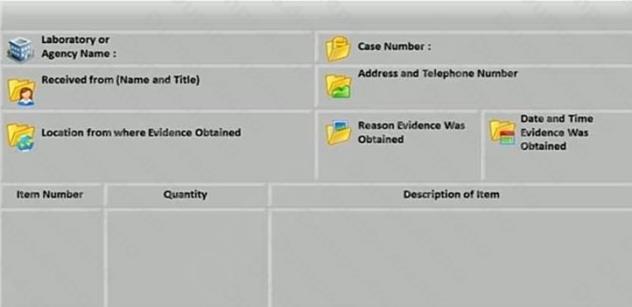 Laboratory or
Agency Name :
Case Number :
Received from (Name and Title)
Address and Telephone Number
Location from where Evidence Obtained
Reason Evidence Was
Obtained
Date and Time
Evidence Was
Obtained
Item Number
Quantity
Description of Item